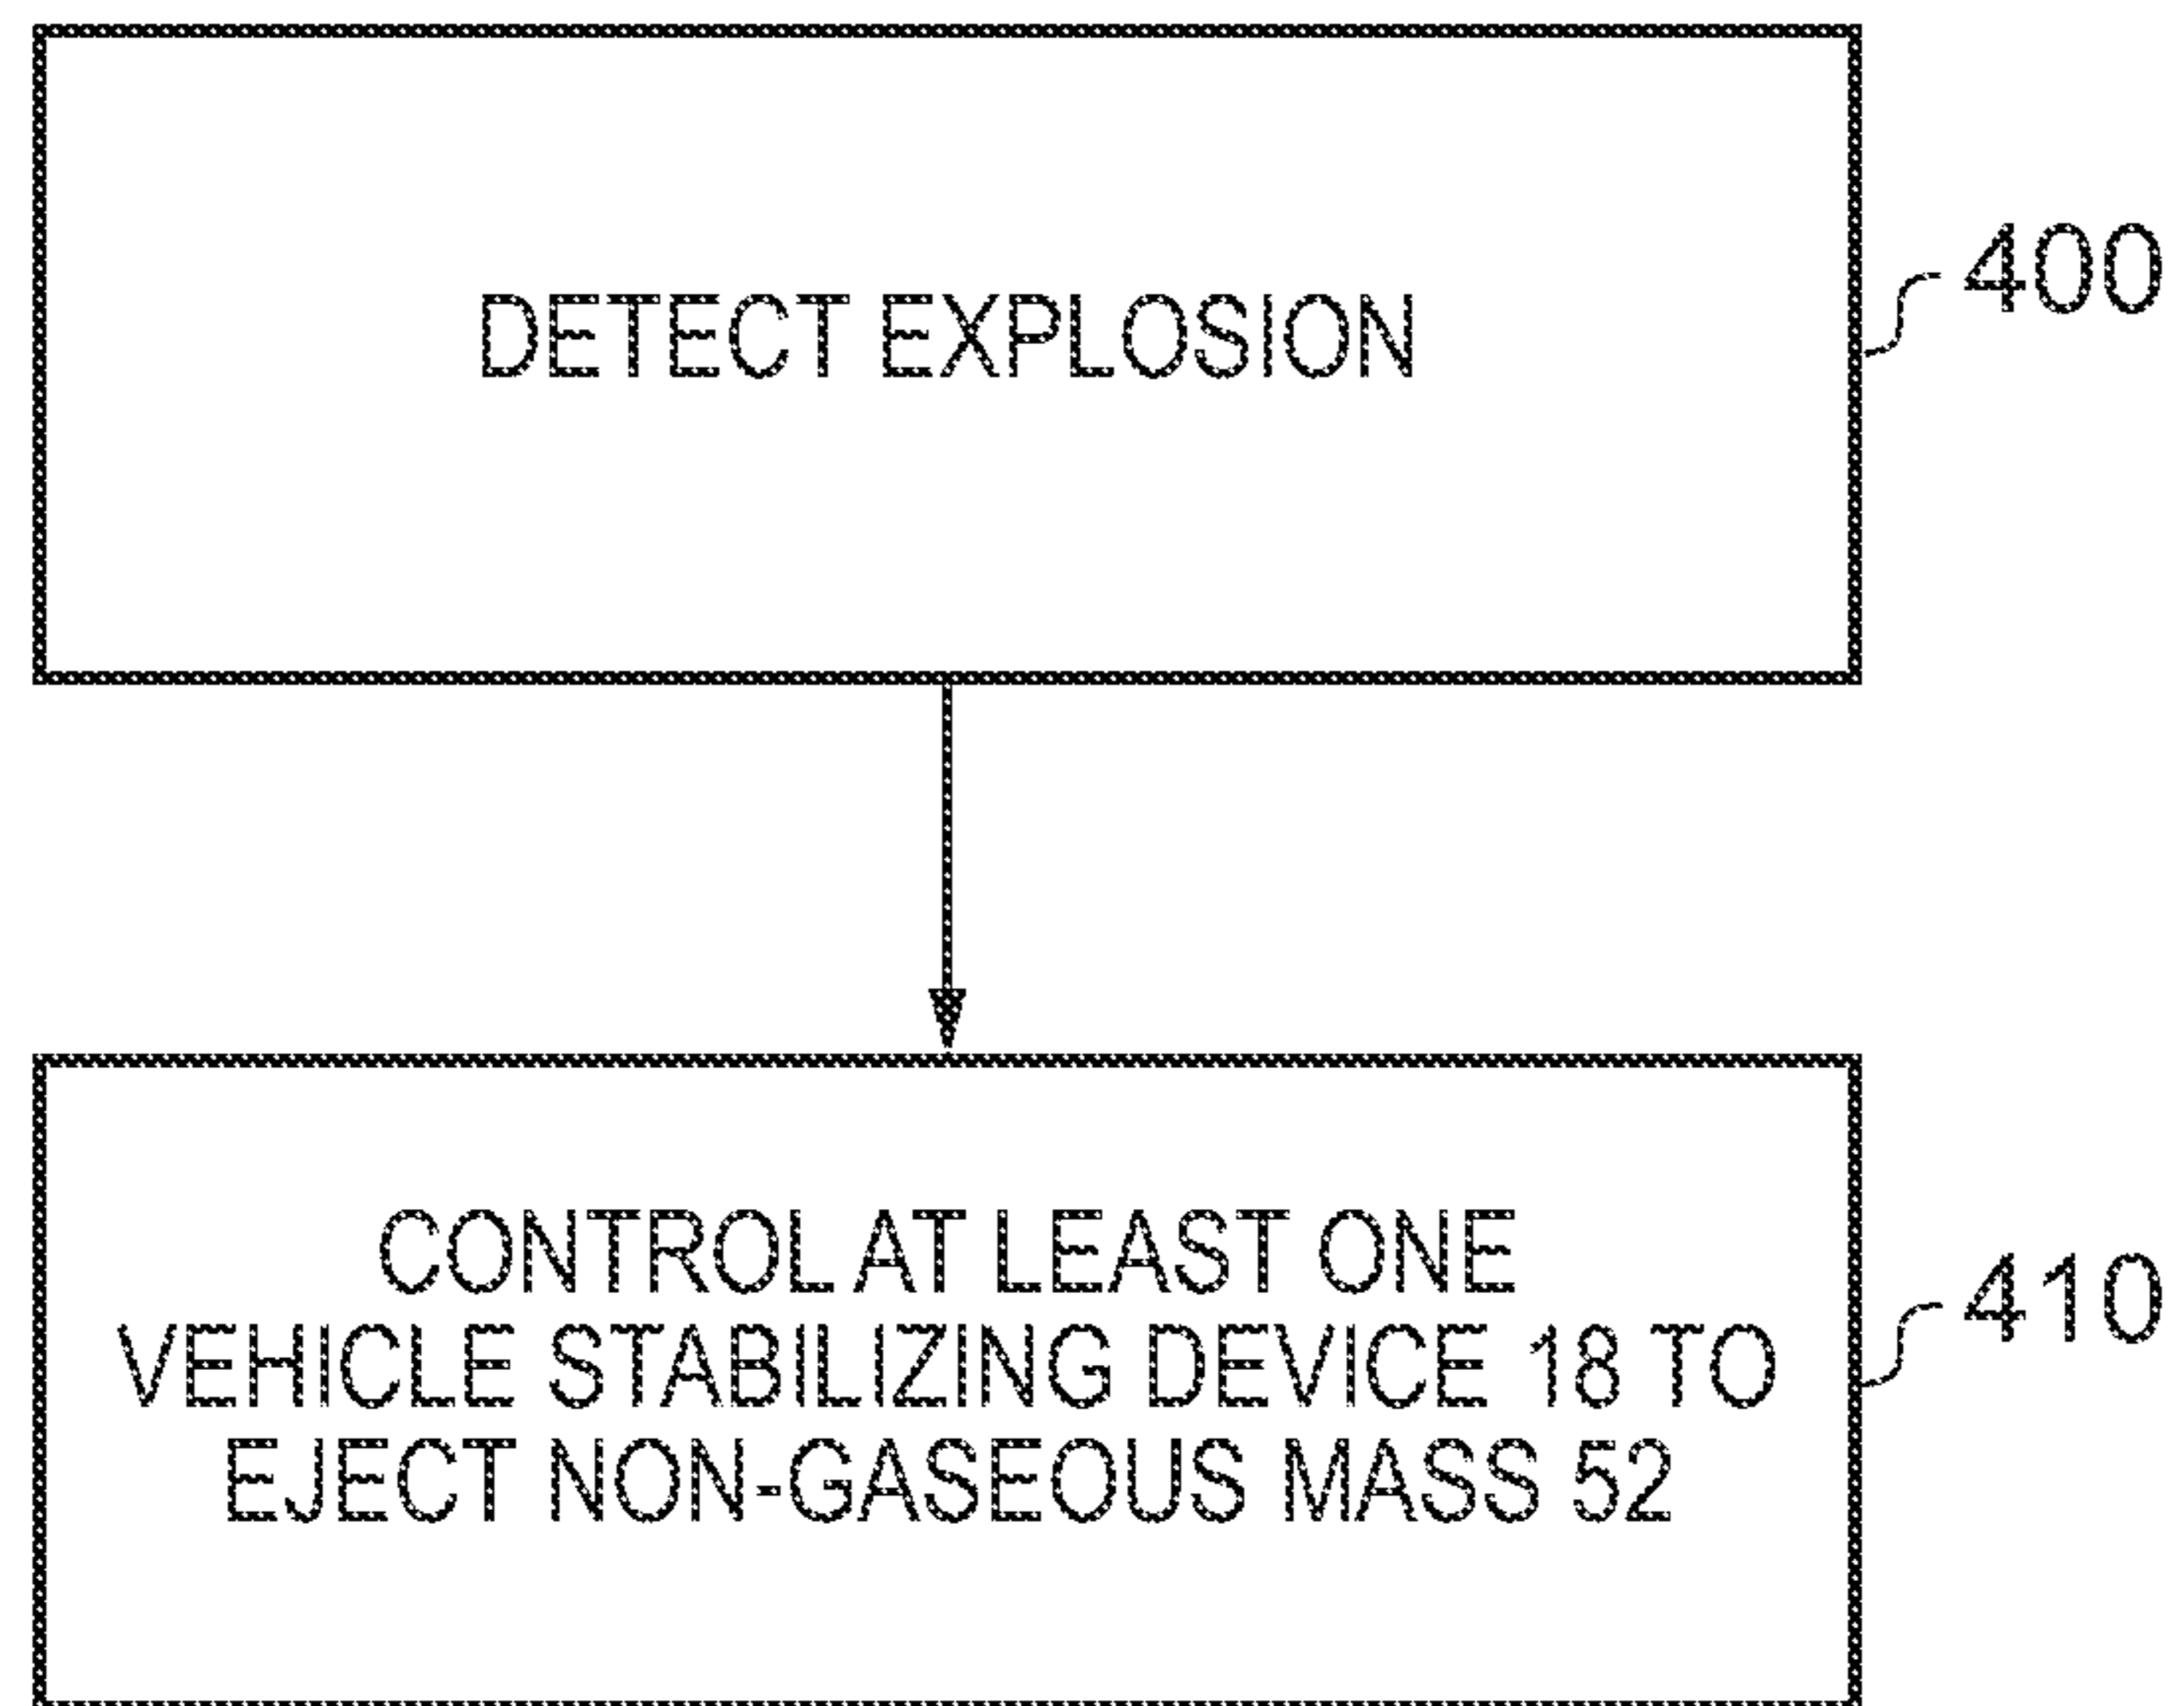 DETECT EXPLOSION
400
CONTROL AT LEAST ONE
VEHICLE STABILIZING DEVICE 18 TO
EJECT NON-GASEOUS MASS 52
410